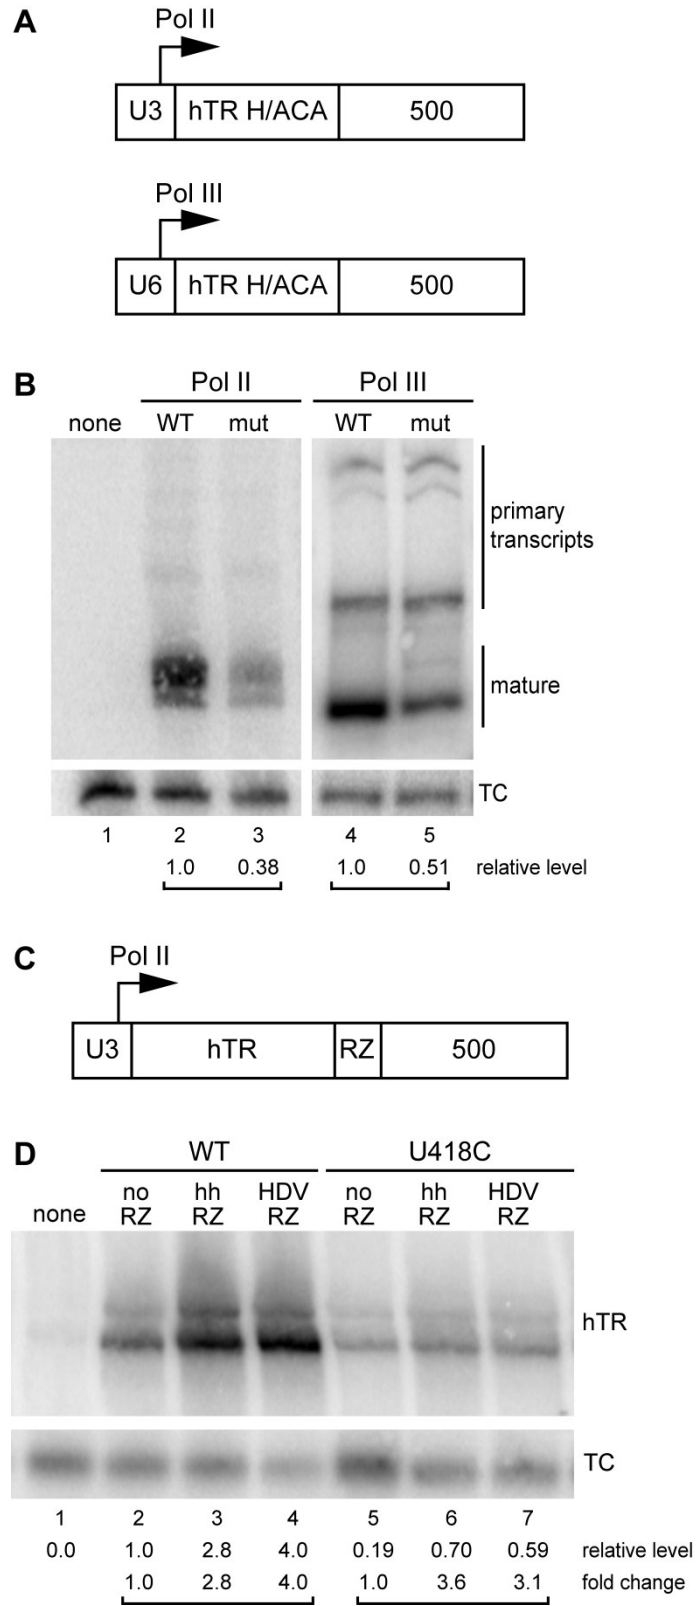 A
Pol II
U3 hTR H/ACA 500
Pol III
U6 hTR H/ACA 500
B
Pol II Pol III
none WT mut WT mut
primary
transcripts
mature
TC
1 2 3 4 5
1.0 0.38 1.0 0.51 relative level
C
Pol II
U3 hTR RZ 500
D
WT U418C
none no RZ hh RZ HDV RZ no RZ hh RZ HDV RZ
hTR
TC
1 2 3 4 5 6 7
0.0 1.0 2.8 4.0 0.19 0.70 0.59 relative level
1.0 2.8 4.0 1.0 3.6 3.1 fold change